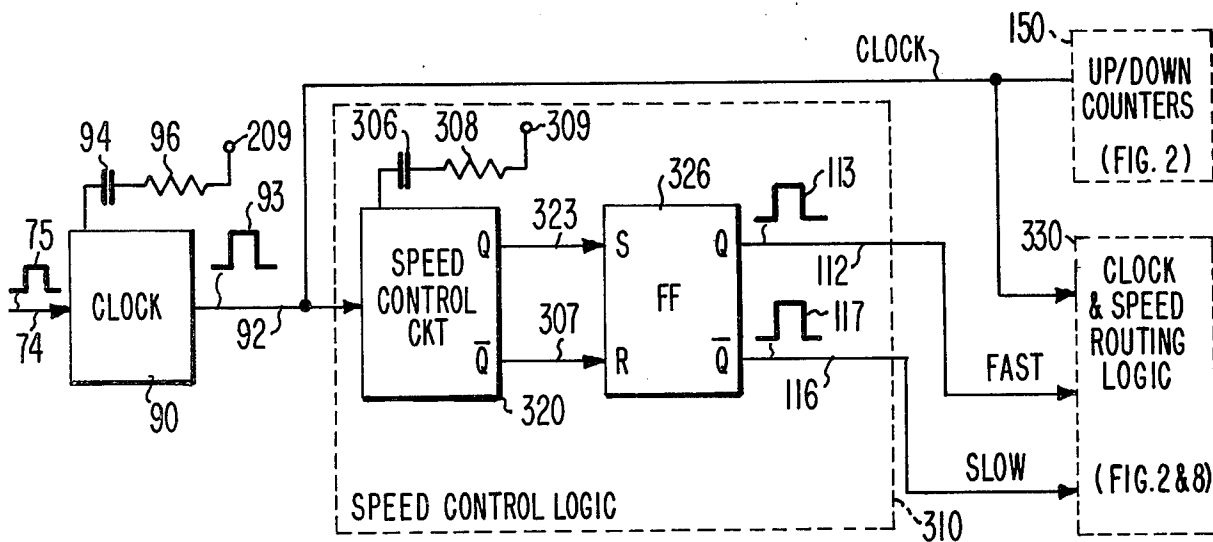 150
CLOCK
UP/DOWN
COUNTERS
(FIG. 2)
94
96
209
306
308
309
93
75
CLOCK
74
92
90
SPEED
CONTROL
CKT
Q
Q̅
323
307
320
326
S
R
FF
Q
Q̅
113
112
117
116
FAST
SLOW
330
CLOCK
& SPEED
ROUTING
LOGIC
(FIG. 2 & 8)
SPEED CONTROL LOGIC
310